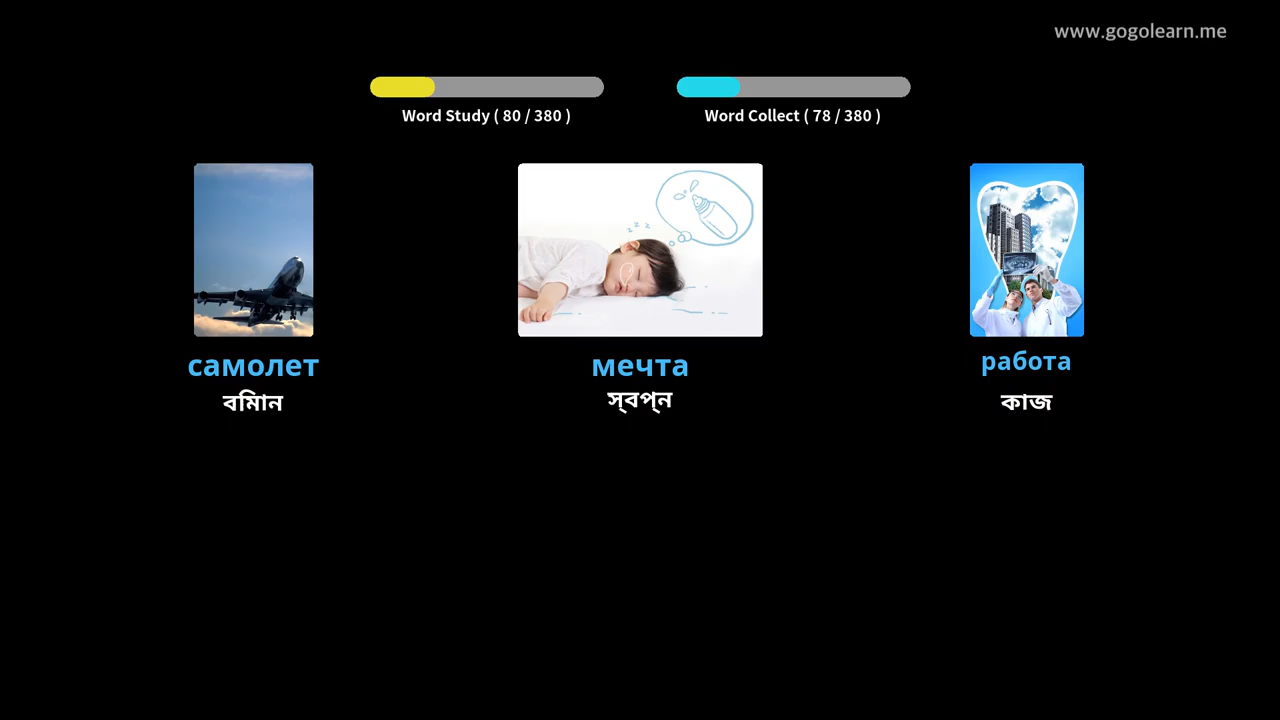 www.gogolearn.me
Word Study ( 80 / 380 )
Word Collect ( 78 / 380 )
самолет
мечта
работа
বিমান
স্বপ্ন
কাজ